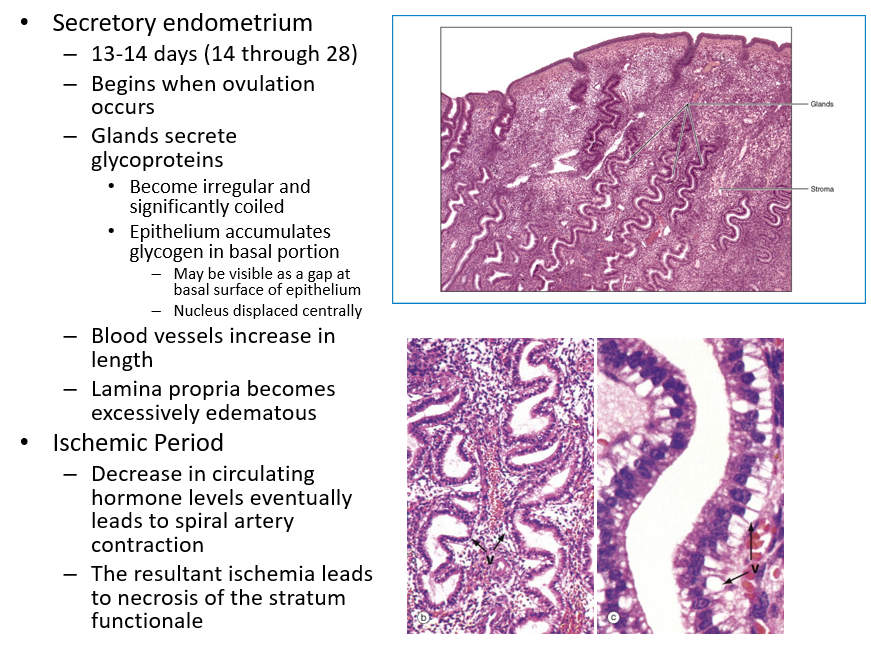 • Secretory endometrium
– 13-14 days (14 through 28)
– Begins when ovulation
occurs
– Glands secrete
glycoproteins
• Become irregular and
significantly coiled
• Epithelium accumulates
glycogen in basal portion
– May be visible as a gap at
basal surface of epithelium
– Nucleus displaced centrally
– Blood vessels increase in
length
– Lamina propria becomes
excessively edematous
• Ischemic Period
– Decrease in circulating
hormone levels eventually
leads to spiral artery
contraction
– The resultant ischemia leads
to necrosis of the stratum
functionale
Glands
Stroma
V
b
V
c